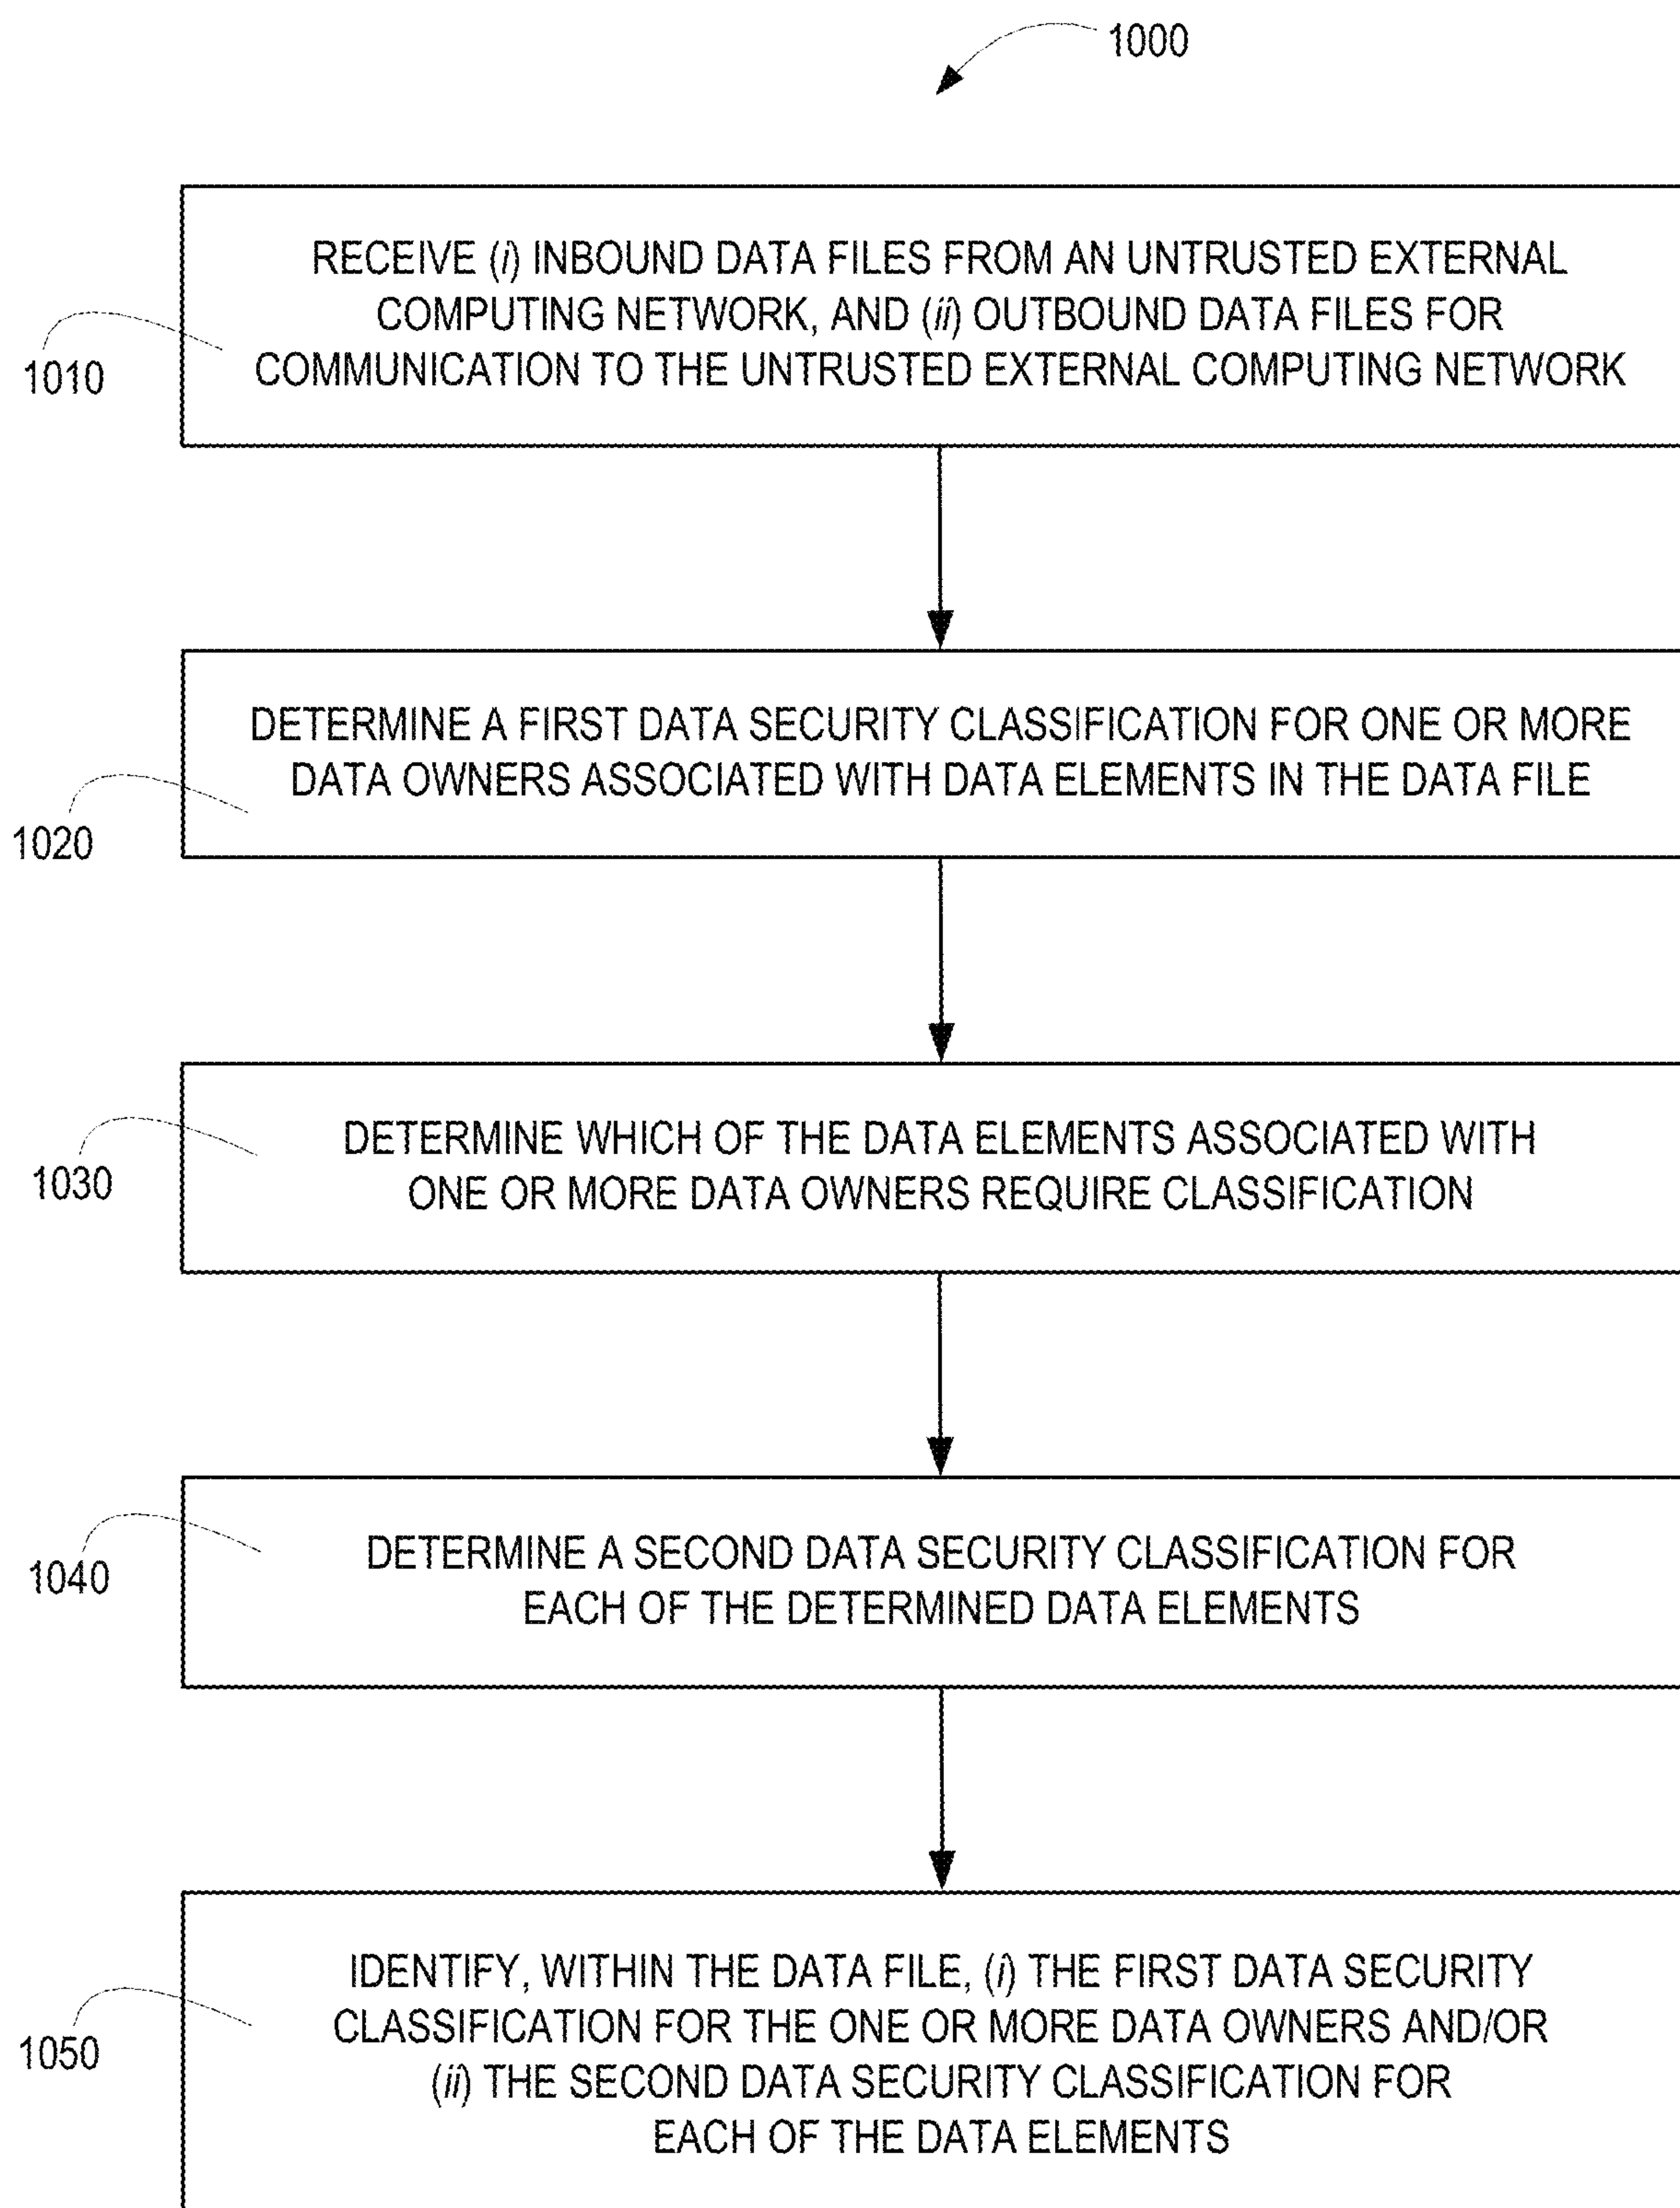 1000
RECEIVE (i) INBOUND DATA FILES FROM AN UNTRUSTED EXTERNAL
COMPUTING NETWORK, AND (ii) OUTBOUND DATA FILES FOR
COMMUNICATION TO THE UNTRUSTED EXTERNAL COMPUTING NETWORK
1010
DETERMINE A FIRST DATA SECURITY CLASSIFICATION FOR ONE OR MORE
DATA OWNERS ASSOCIATED WITH DATA ELEMENTS IN THE DATA FILE
1020
DETERMINE WHICH OF THE DATA ELEMENTS ASSOCIATED WITH
ONE OR MORE DATA OWNERS REQUIRE CLASSIFICATION
1030
DETERMINE A SECOND DATA SECURITY CLASSIFICATION FOR
EACH OF THE DETERMINED DATA ELEMENTS
1040
IDENTIFY, WITHIN THE DATA FILE, (i) THE FIRST DATA SECURITY
CLASSIFICATION FOR THE ONE OR MORE DATA OWNERS AND/OR
(ii) THE SECOND DATA SECURITY CLASSIFICATION FOR
EACH OF THE DATA ELEMENTS
1050